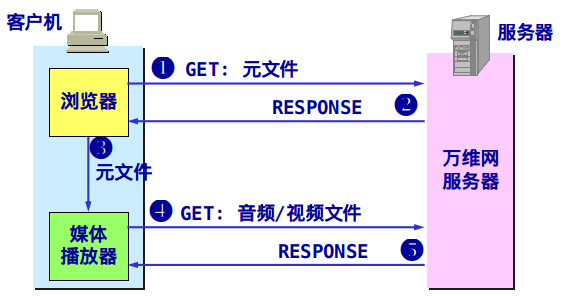 客户机
服务器
❶ GET: 元文件
浏览器
RESPONSE ❷
❸
元文件
万维网
服务器
❹ GET: 音频/视频文件
媒体
播放器
RESPONSE ❺